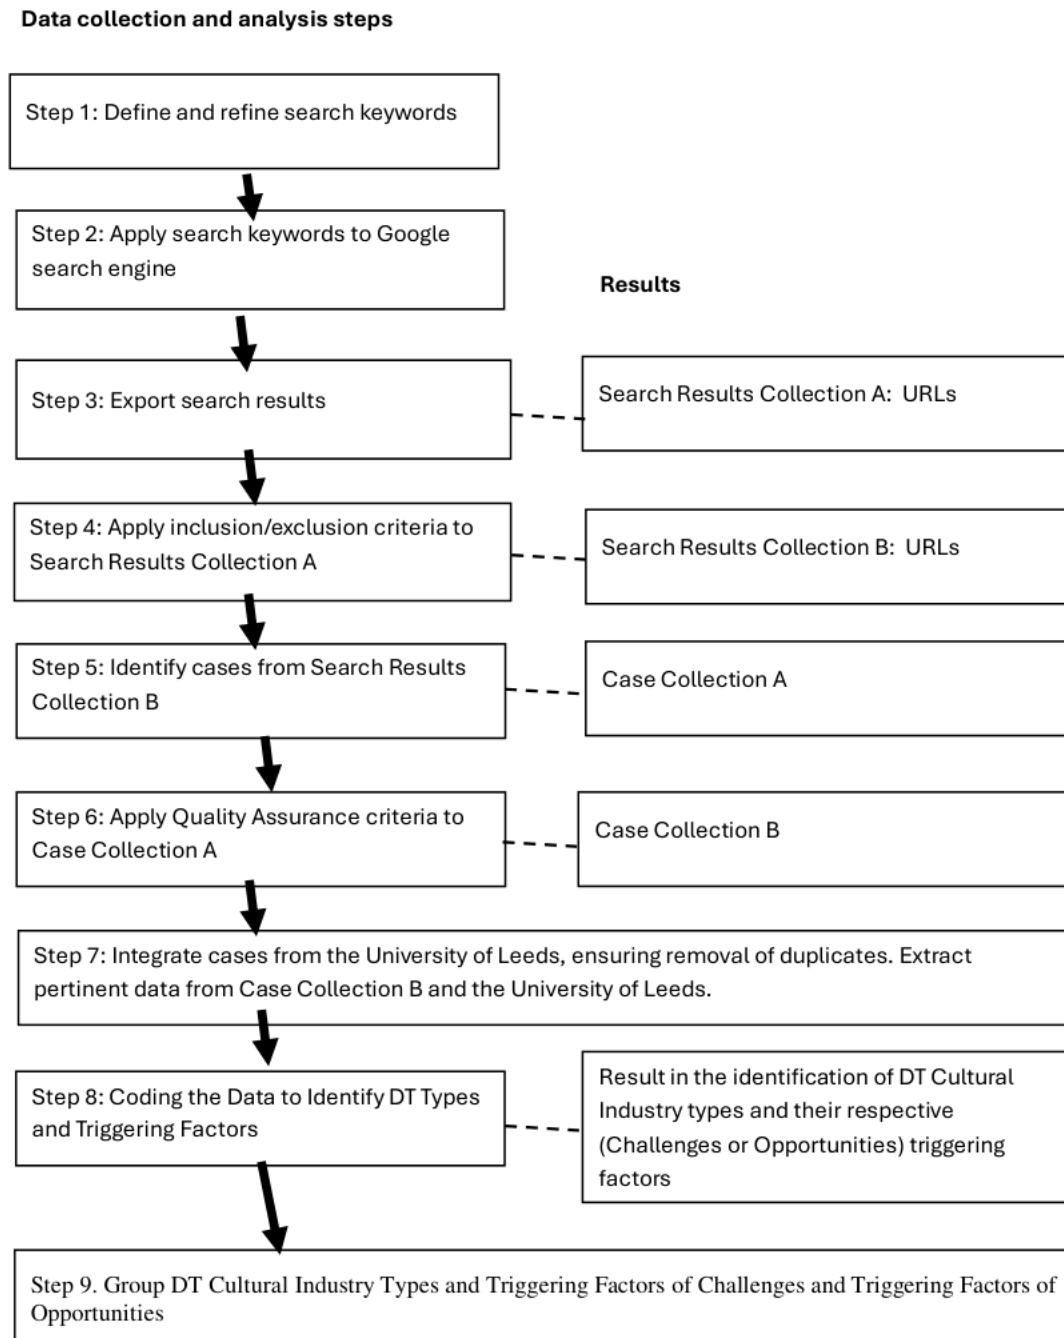 Data collection and analysis steps
Step 1: Define and refine search keywords
Step 2: Apply search keywords to Google
search engine
Results
Step 3: Export search results
Search Results Collection A:  URLs
Step 4: Apply inclusion/exclusion criteria to
Search Results Collection A
Search Results Collection B:  URLs
Step 5: Identify cases from Search Results
Collection B
Case Collection A
Step 6: Apply Quality Assurance criteria to
Case Collection A
Case Collection B
Step 7: Integrate cases from the University of Leeds, ensuring removal of duplicates. Extract
pertinent data from Case Collection B and the University of Leeds.
Step 8: Coding the Data to Identify DT Types
and Triggering Factors
Result in the identification of DT Cultural
Industry types and their respective
(Challenges or Opportunities) triggering
factors
Step 9. Group DT Cultural Industry Types and Triggering Factors of Challenges and Triggering Factors of
Opportunities